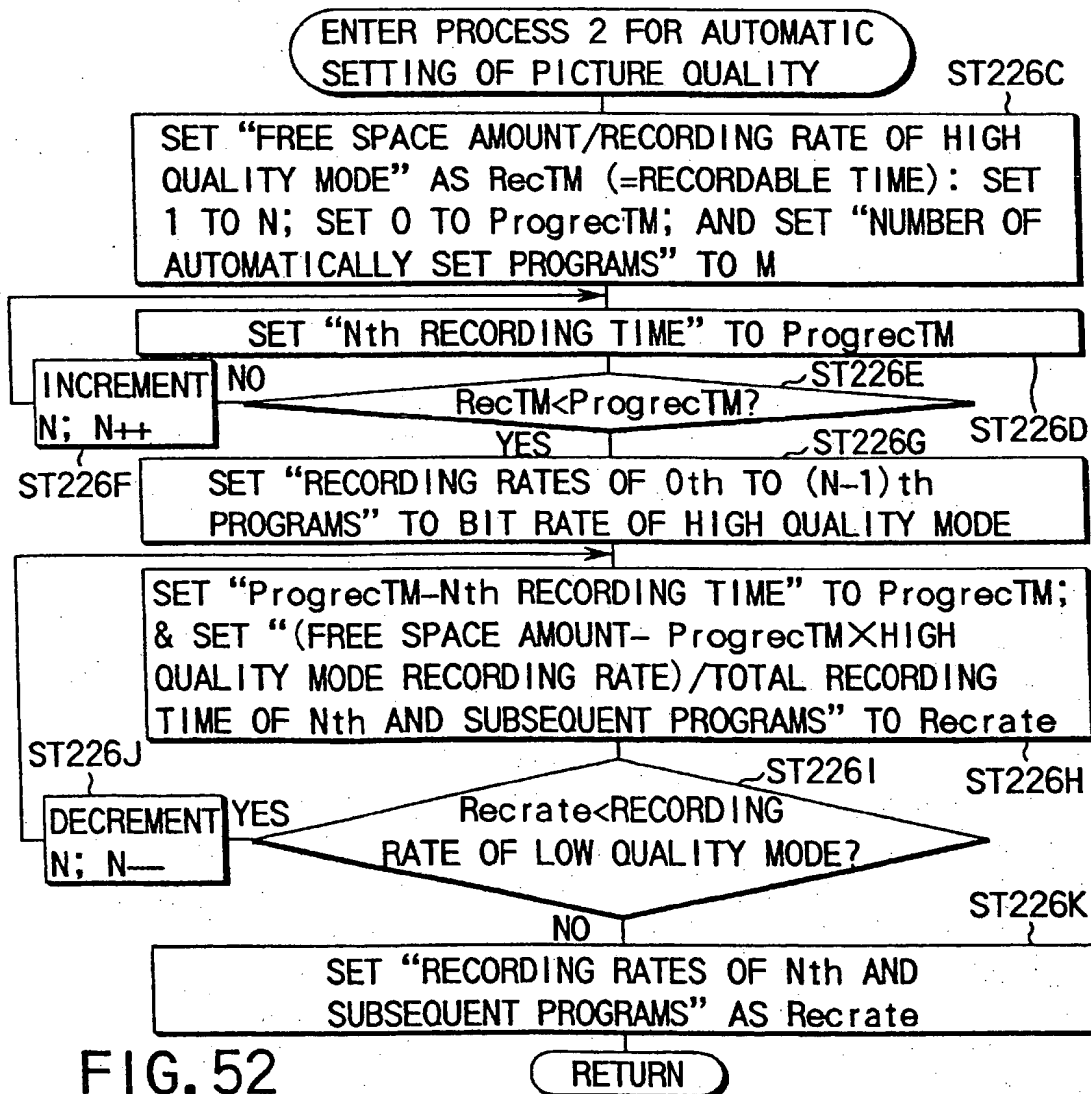 ENTER PROCESS 2 FOR AUTOMATIC
SETTING OF PICTURE QUALITY
ST226C
SET “FREE SPACE AMOUNT/RECORDING RATE OF HIGH
QUALITY MODE” AS RecTM (=RECORDABLE TIME): SET
1 TO N; SET 0 TO ProgrecTM; AND SET “NUMBER OF
AUTOMATICALLY SET PROGRAMS” TO M
SET “Nth RECORDING TIME” TO ProgrecTM
ST226D
RecTM<ProgrecTM?
ST226E
NO
YES
INCREMENT
N; N++
ST226F
ST226G
SET “RECORDING RATES OF 0th TO (N-1)th
PROGRAMS” TO BIT RATE OF HIGH QUALITY MODE
SET “ProgrecTM-Nth RECORDING TIME” TO ProgrecTM;
& SET “(FREE SPACE AMOUNT- ProgrecTM×HIGH
QUALITY MODE RECORDING RATE)/TOTAL RECORDING
TIME OF Nth AND SUBSEQUENT PROGRAMS” TO Recrate
ST226H
ST226I
Recrate<RECORDING
RATE OF LOW QUALITY MODE?
YES
NO
ST226J
DECREMENT
N; N--
ST226K
SET “RECORDING RATES OF Nth AND
SUBSEQUENT PROGRAMS” AS Recrate
RETURN
FIG. 52